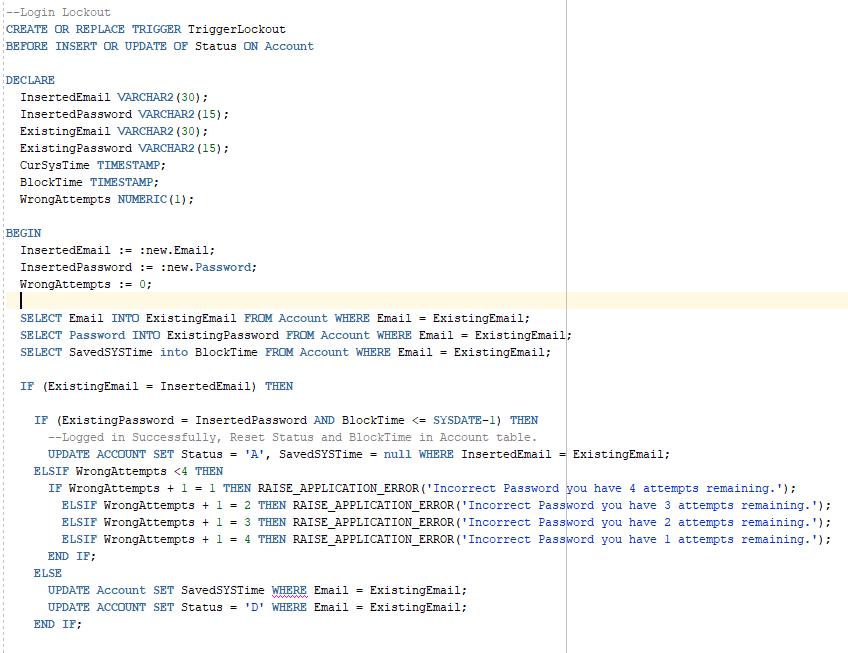 --Login Lockout
CREATE OR REPLACE TRIGGER TriggerLockout
BEFORE INSERT OR UPDATE OF Status ON Account
DECLARE
InsertedEmail VARCHAR2(30);
InsertedPassword VARCHAR2(15);
ExistingEmail VARCHAR2(30);
ExistingPassword VARCHAR2(15);
CurSysTime TIMESTAMP;
BlockTime TIMESTAMP;
WrongAttempts NUMERIC(1);
BEGIN
InsertedEmail := :new.Email;
InsertedPassword := :new.Password;
WrongAttempts := 0;
SELECT Email INTO ExistingEmail FROM Account WHERE Email = ExistingEmail;
SELECT Password INTO ExistingPassword FROM Account WHERE Email = ExistingEmail;
SELECT SavedSYSTime into BlockTime FROM Account WHERE Email = ExistingEmail;
IF (ExistingEmail = InsertedEmail) THEN
IF (ExistingPassword = InsertedPassword AND BlockTime <= SYSDATE-1) THEN
--Logged in Successfully, Reset Status and BlockTime in Account table.
UPDATE ACCOUNT SET Status = 'A', SavedSYSTime = null WHERE InsertedEmail = ExistingEmail;
ELSIF WrongAttempts <4 THEN
IF WrongAttempts + 1 = 1 THEN RAISE_APPLICATION_ERROR('Incorrect Password you have 4 attempts remaining.');
ELSIF WrongAttempts + 1 = 2 THEN RAISE_APPLICATION_ERROR('Incorrect Password you have 3 attempts remaining.');
ELSIF WrongAttempts + 1 = 3 THEN RAISE_APPLICATION_ERROR('Incorrect Password you have 2 attempts remaining.');
ELSIF WrongAttempts + 1 = 4 THEN RAISE_APPLICATION_ERROR('Incorrect Password you have 1 attempts remaining.');
END IF;
ELSE
UPDATE Account SET SavedSYSTime WHERE Email = ExistingEmail;
UPDATE ACCOUNT SET Status = 'D' WHERE Email = ExistingEmail;
END IF;